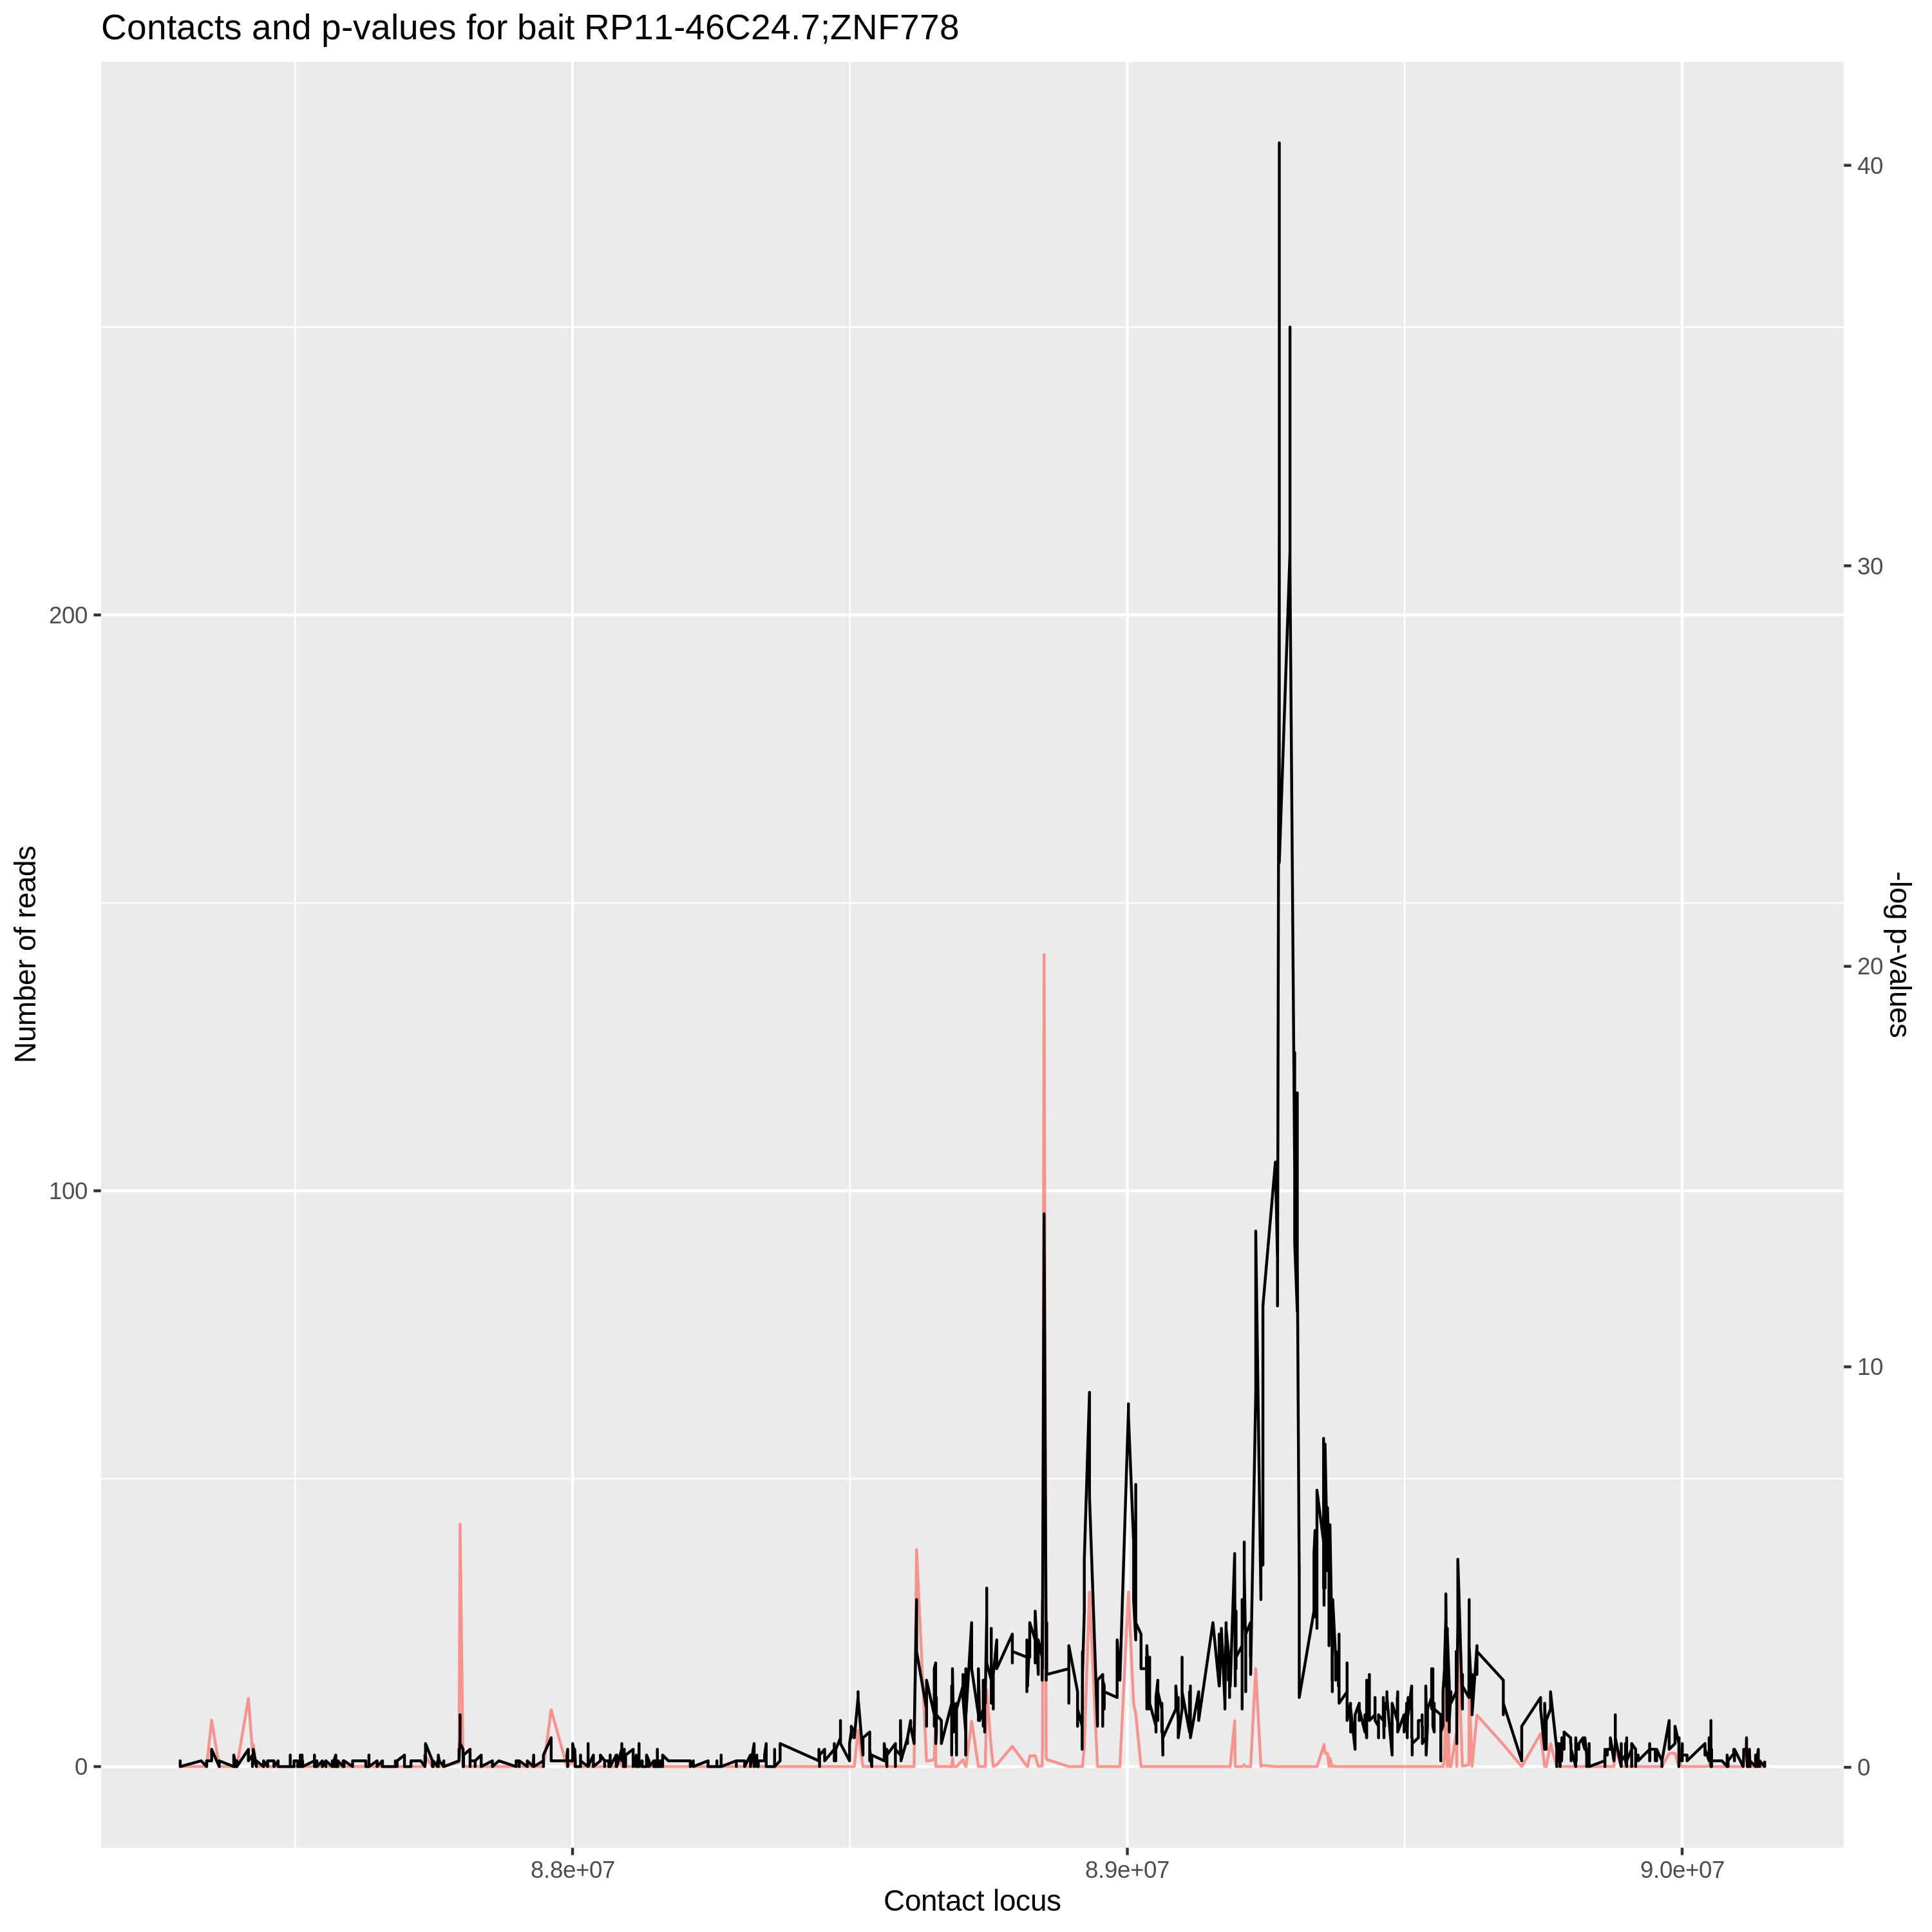 Contacts and p-values for bait RP11-46C24.7;ZNF778
Number of reads
200
100
0
40
30
20
10
0
-log p-values
8.8e+07
8.9e+07
9.0e+07
Contact locus